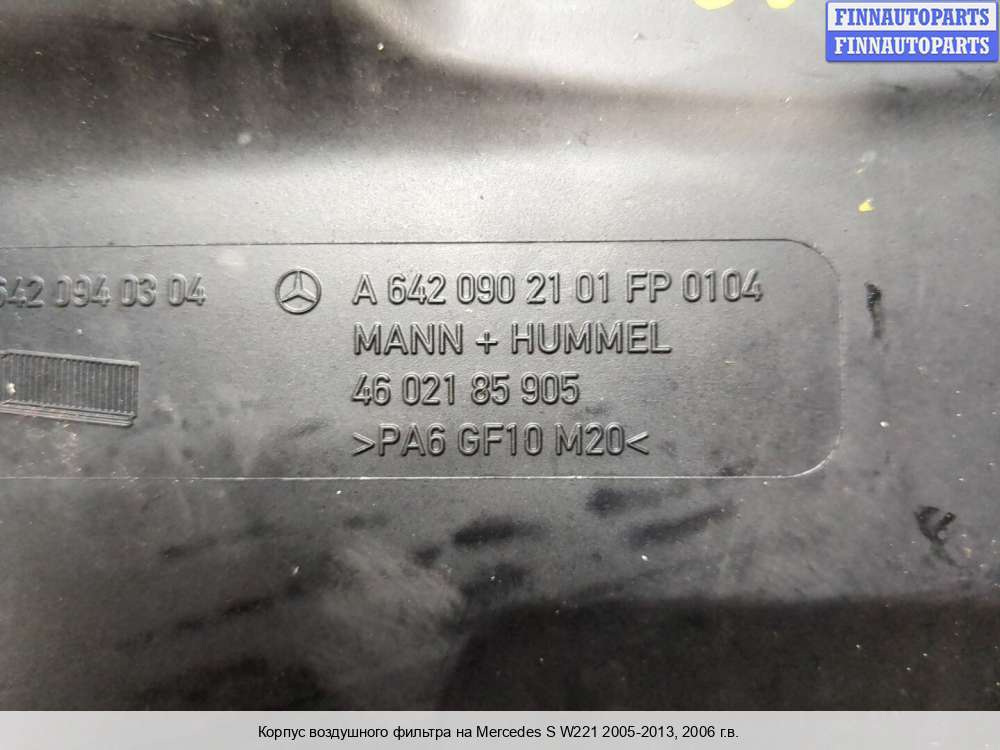 FINNAUTOPARTS
FINNAUTOPARTS
642 094 03 04
A 642 090 21 01 FP 0104
MANN + HUMMEL
46 021 85 905
>PA6 GF10 M20<
Корпус воздушного фильтра на Mercedes S W221 2005-2013, 2006 г.в.